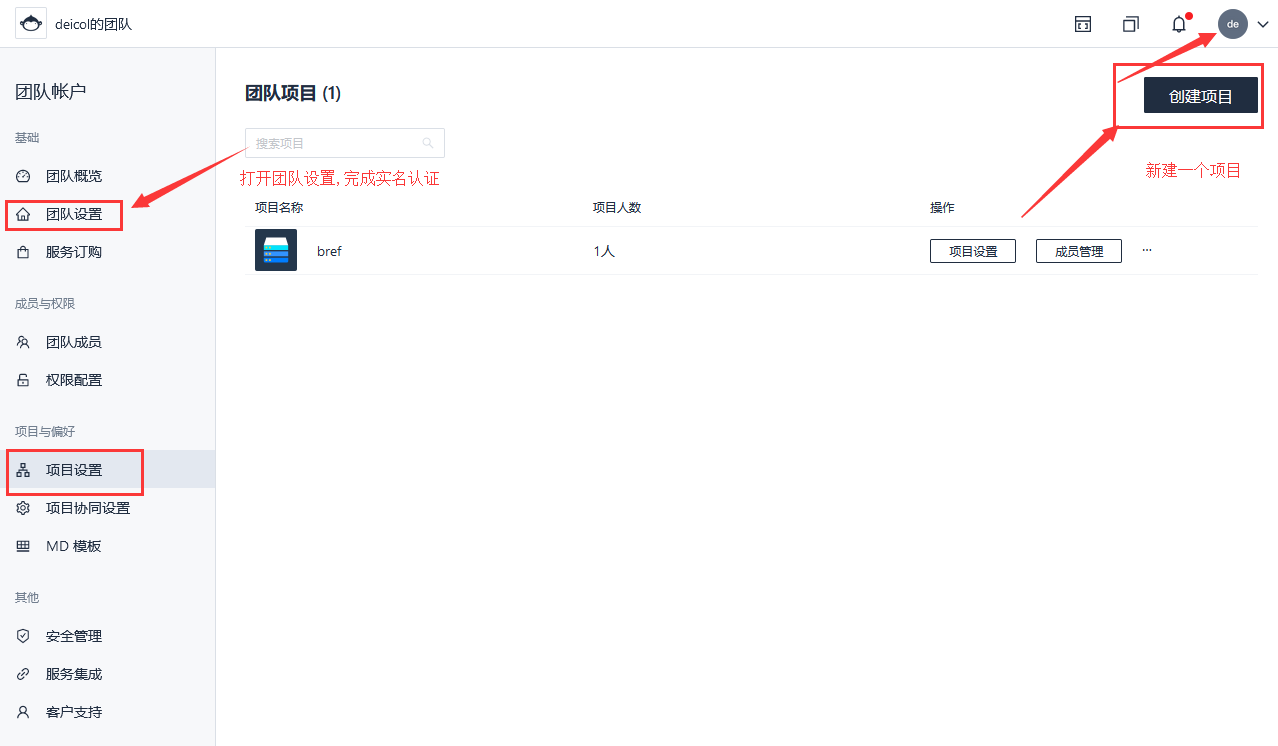 deicol的团队
de
团队帐户
基础
团队概览
团队设置
服务订购
成员与权限
团队成员
权限配置
项目与偏好
项目设置
项目协同设置
MD 模板
其他
安全管理
服务集成
客户支持
团队项目 (1)
创建项目
搜索项目
打开团队设置,完成实名认证
新建一个项目
项目名称 项目人数 操作
bref 1人 项目设置 成员管理 ···